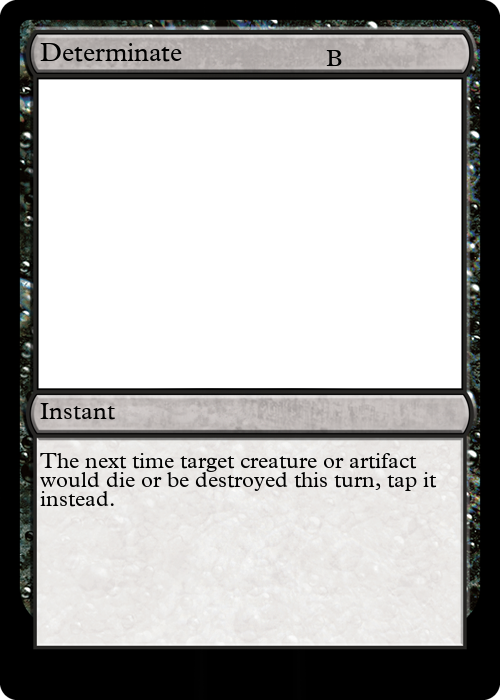 Determinate B
Instant
The next time target creature or artifact
would die or be destroyed this turn, tap it
instead.